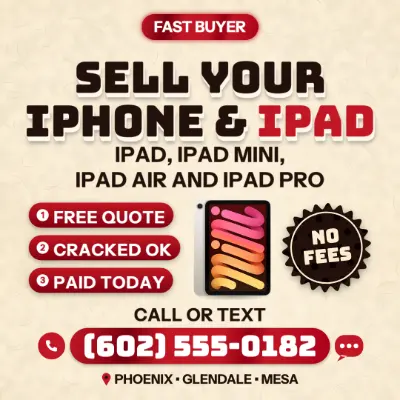 FAST BUYER
SELL YOUR
IPHONE & IPAD
IPAD, IPAD MINI,
IPAD AIR AND IPAD PRO
1 FREE QUOTE
2 CRACKED OK
3 PAID TODAY
NO
FEES
CALL OR TEXT
(602) 555-0182
PHOENIX • GLENDALE • MESA